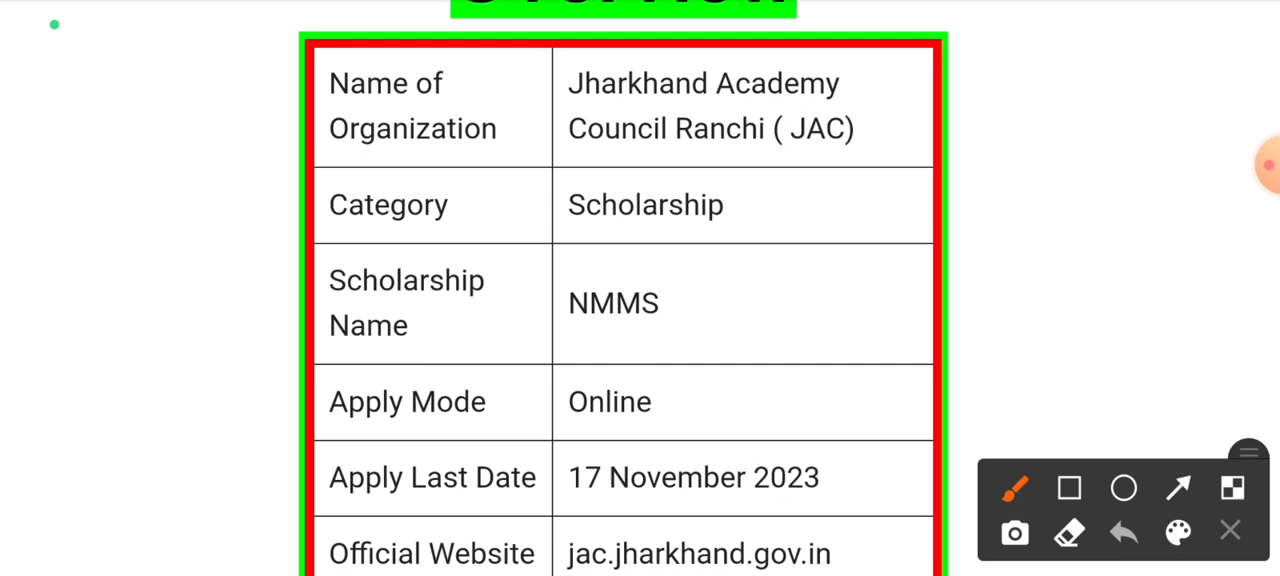 Overview
Name of
Organization
Jharkhand Academy
Council Ranchi ( JAC)
Category
Scholarship
Scholarship
Name
NMMS
Apply Mode
Online
Apply Last Date
17 November 2023
Official Website
jac.jharkhand.gov.in